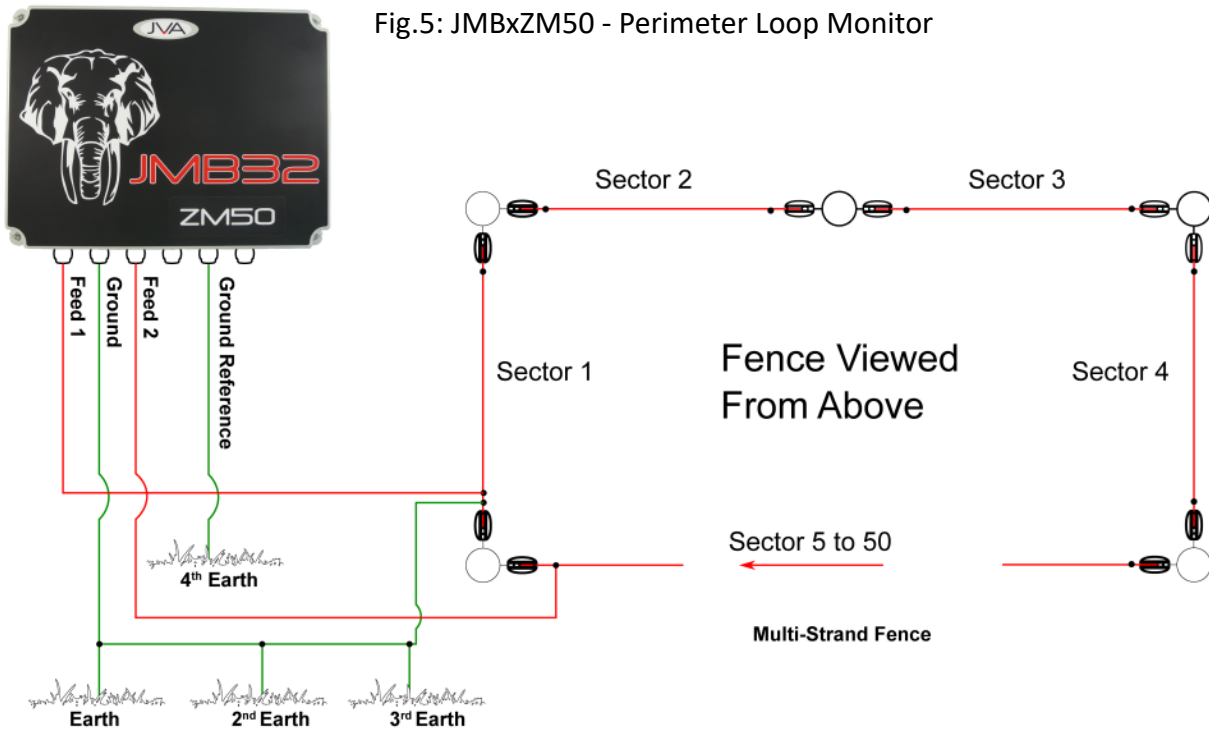 Fig.5: JMBxZM50 - Perimeter Loop Monitor
JVA
JMB32
ZM50
Feed 1
Ground
Feed 2
Ground Reference
Sector 2
Sector 3
Sector 1
Fence Viewed
From Above
Sector 4
Sector 5 to 50
Multi-Strand Fence
4th Earth
Earth
2nd Earth
3rd Earth